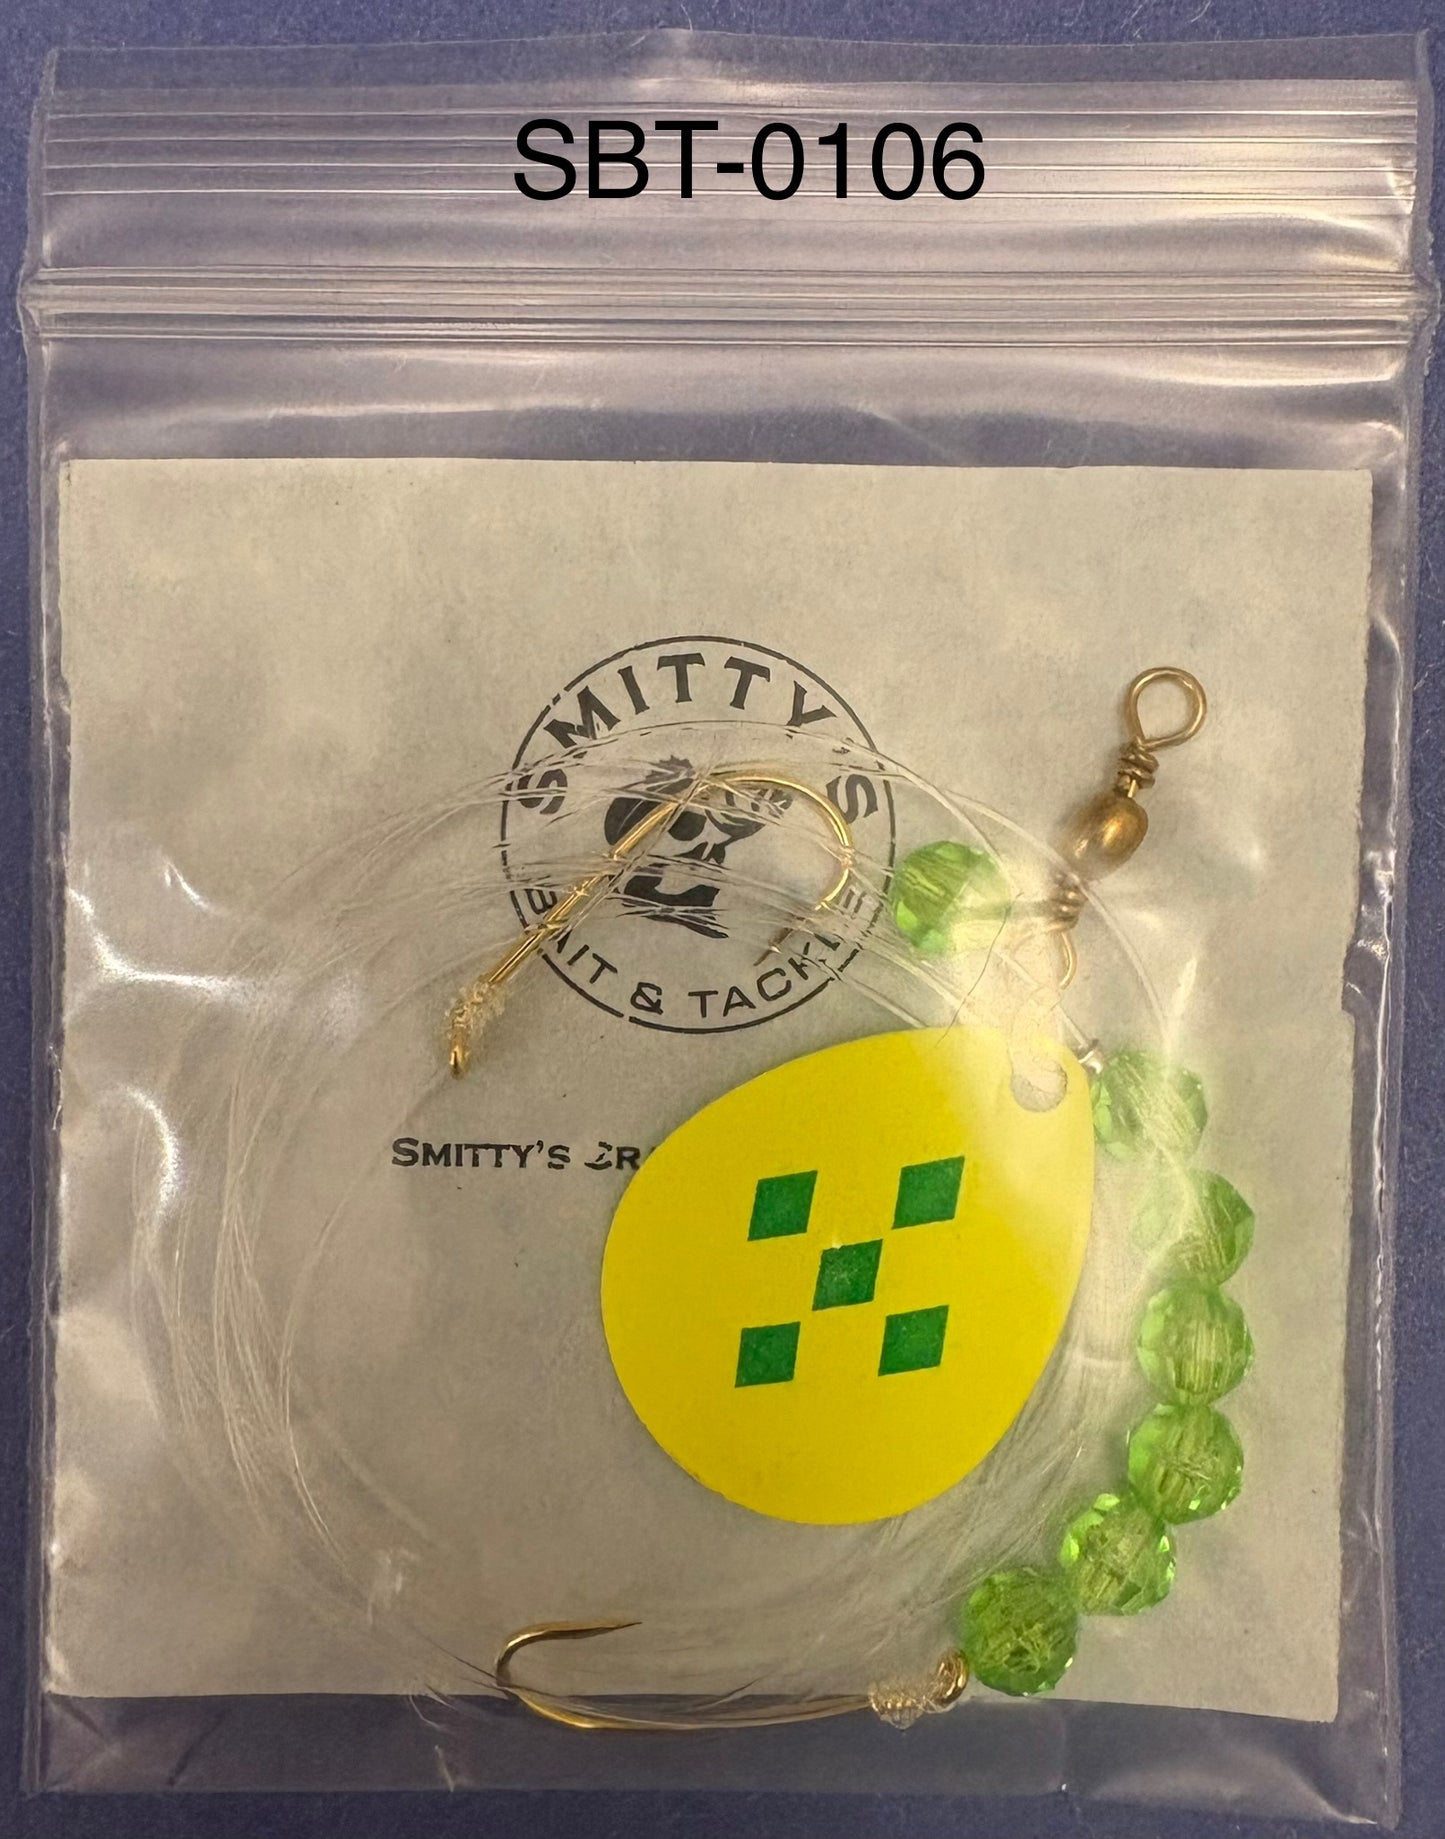 SBT-0106
SMITTY'S
BAIT & TACKLE
SMITTY'S